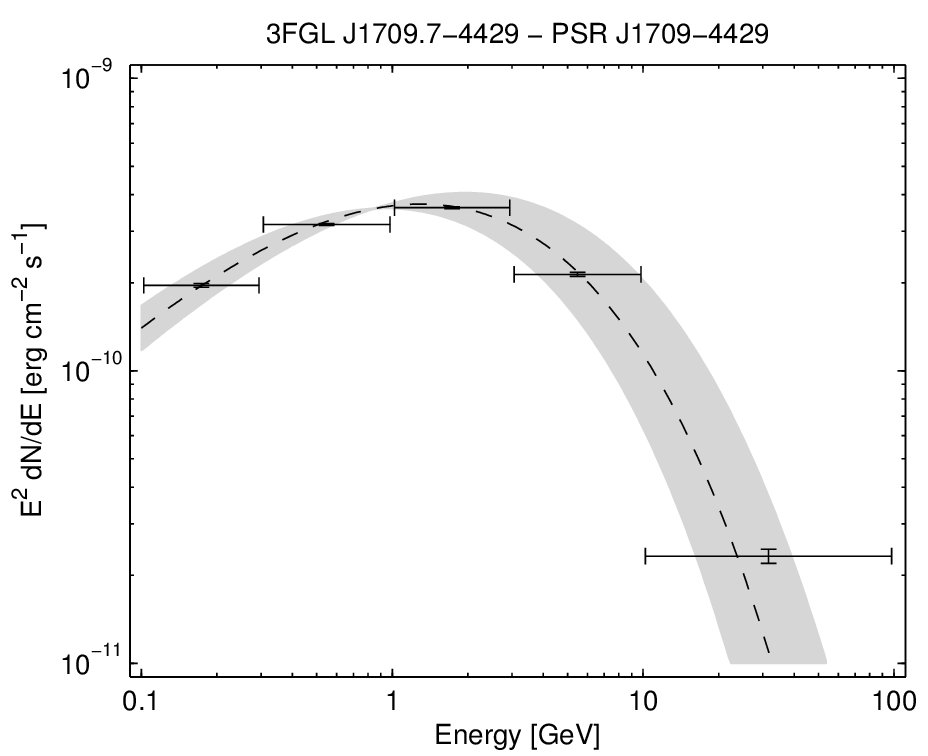 3FGL J1709.7−4429 − PSR J1709−4429
10⁻⁹
10⁻¹⁰
10⁻¹¹
E² dN/dE [erg cm⁻² s⁻¹]
0.1 1 10 100
Energy [GeV]